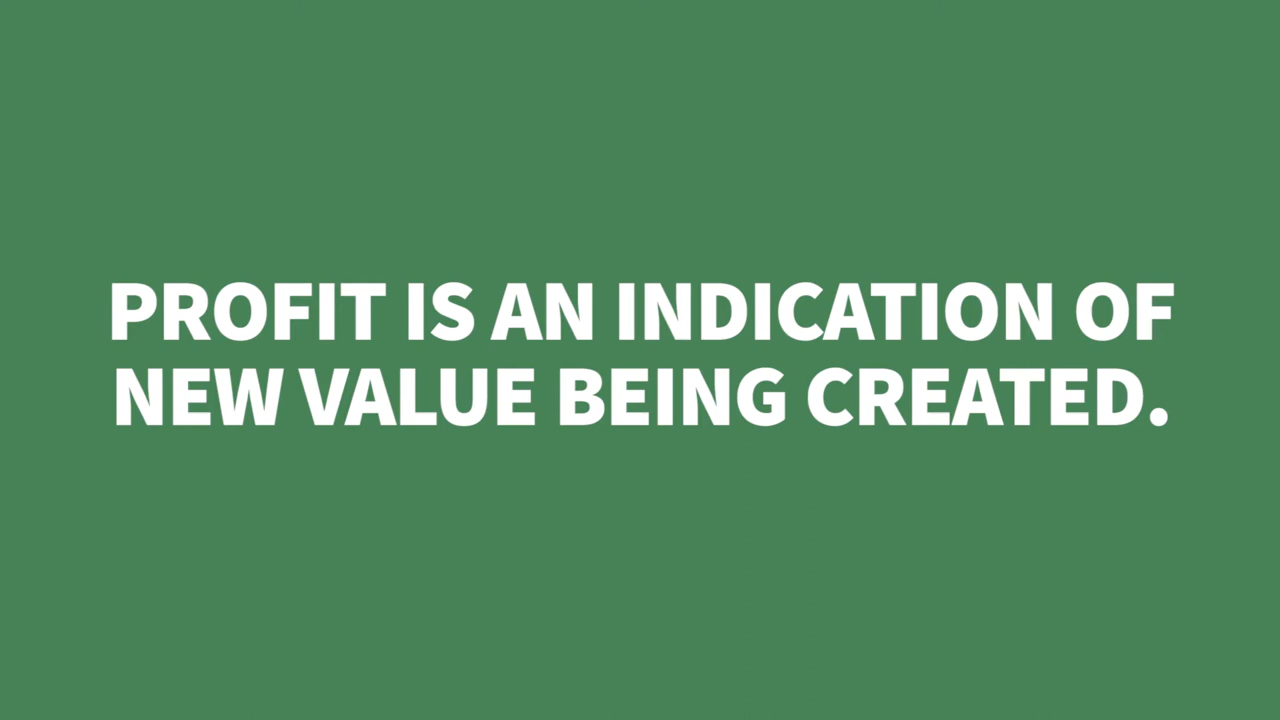 PROFIT IS AN INDICATION OF
NEW VALUE BEING CREATED.